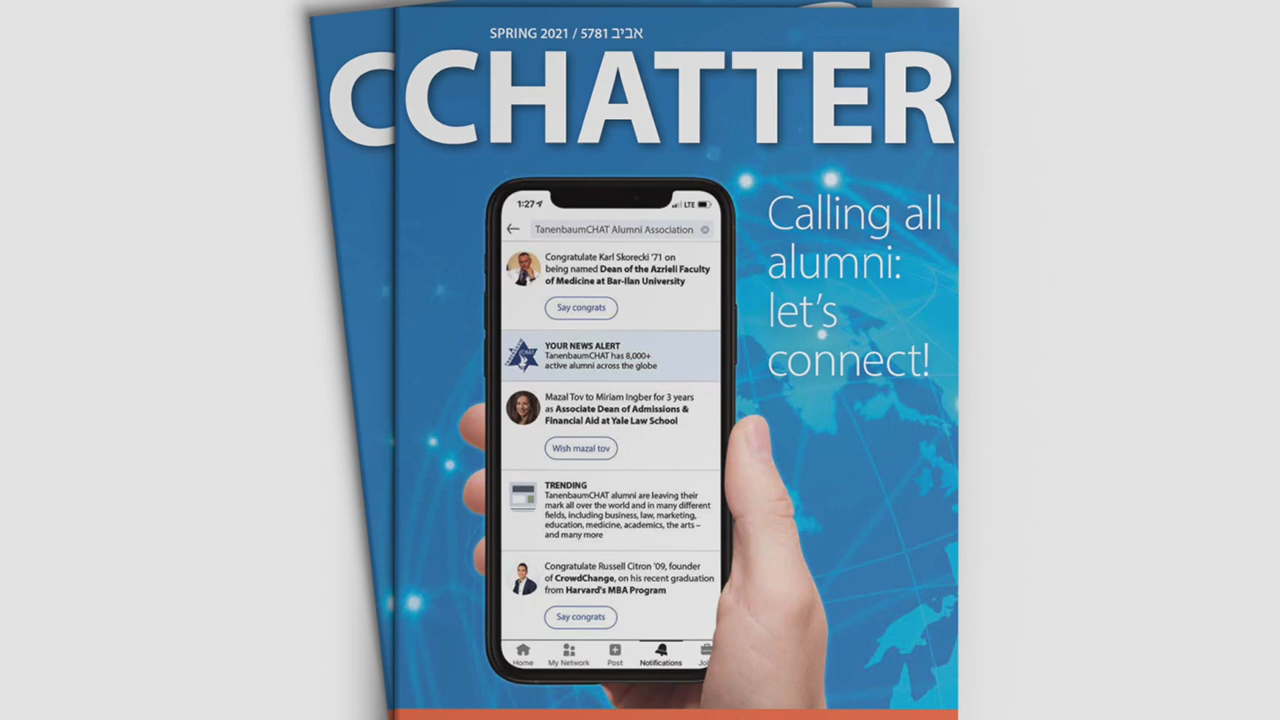 SPRING 2021 / 5781 אביב
C
CCHATTER
1:27
LTE
TanenbaumCHAT Alumni Association
Congratulate Karl Skorecki '71 on
being named Dean of the Azrieli Faculty
of Medicine at Bar-Ilan University
Say congrats
YOUR NEWS ALERT
TanenbaumCHAT has 8,000+
active alumni across the globe
Mazal Tov to Miriam Ingber for 3 years
as Associate Dean of Admissions &
Financial Aid at Yale Law School
Wish mazal tov
TRENDING
TanenbaumCHAT alumni are leaving their
mark all over the world and in many different
fields, including business, law, marketing,
education, medicine, academics, the arts –
and many more
Congratulate Russell Citron '09, founder
of CrowdChange, on his recent graduation
from Harvard's MBA Program
Say congrats
Home My Network Post Notifications
Calling all
alumni:
let's
connect!